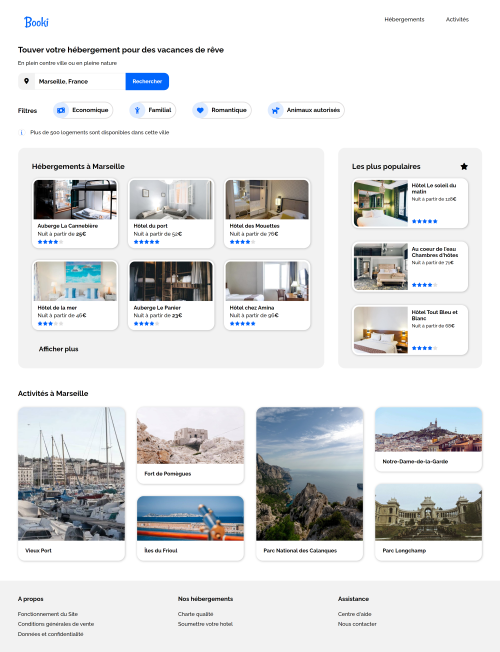 Booki
Hébergements
Activités
Touver votre hébergement pour des vacances de rêve
En plein centre ville ou en pleine nature
Marseille, France
Rechercher
Filtres
Economique
Familial
Romantique
Animaux autorisés
Plus de 500 logements sont disponibles dans cette ville
Hébergements à Marseille
Auberge La Cannebière
Nuit à partir de 25€
Hôtel du port
Nuit à partir de 52€
Hôtel des Mouettes
Nuit à partir de 76€
Hôtel de la mer
Nuit à partir de 46€
Auberge Le Panier
Nuit à partir de 23€
Hôtel chez Amina
Nuit à partir de 96€
Afficher plus
Les plus populaires
Hôtel Le soleil du
matin
Nuit à partir de 128€
Au coeur de l'eau
Chambres d'hôtes
Nuit à partir de 71€
Hôtel Tout Bleu et
Blanc
Nuit à partir de 68€
Activités à Marseille
Vieux Port
Fort de Pomègues
Îles du Frioul
Parc National des Calanques
Notre-Dame-de-la-Garde
Parc Longchamp
A propos
Fonctionnement du Site
Conditions générales de vente
Données et confidentialité
Nos hébergements
Charte qualité
Soumettre votre hotel
Assistance
Centre d'aide
Nous contacter